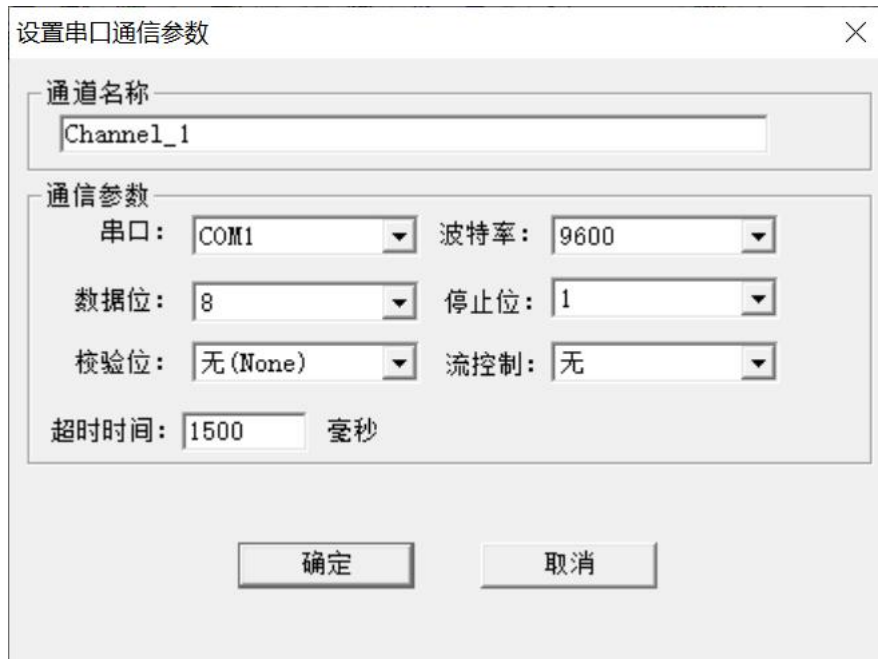 设置串口通信参数
通道名称
Channel_1
通信参数
串口: COM1 波特率: 9600
数据位: 8 停止位: 1
校验位: 无(None) 流控制: 无
超时时间: 1500 毫秒
确定 取消